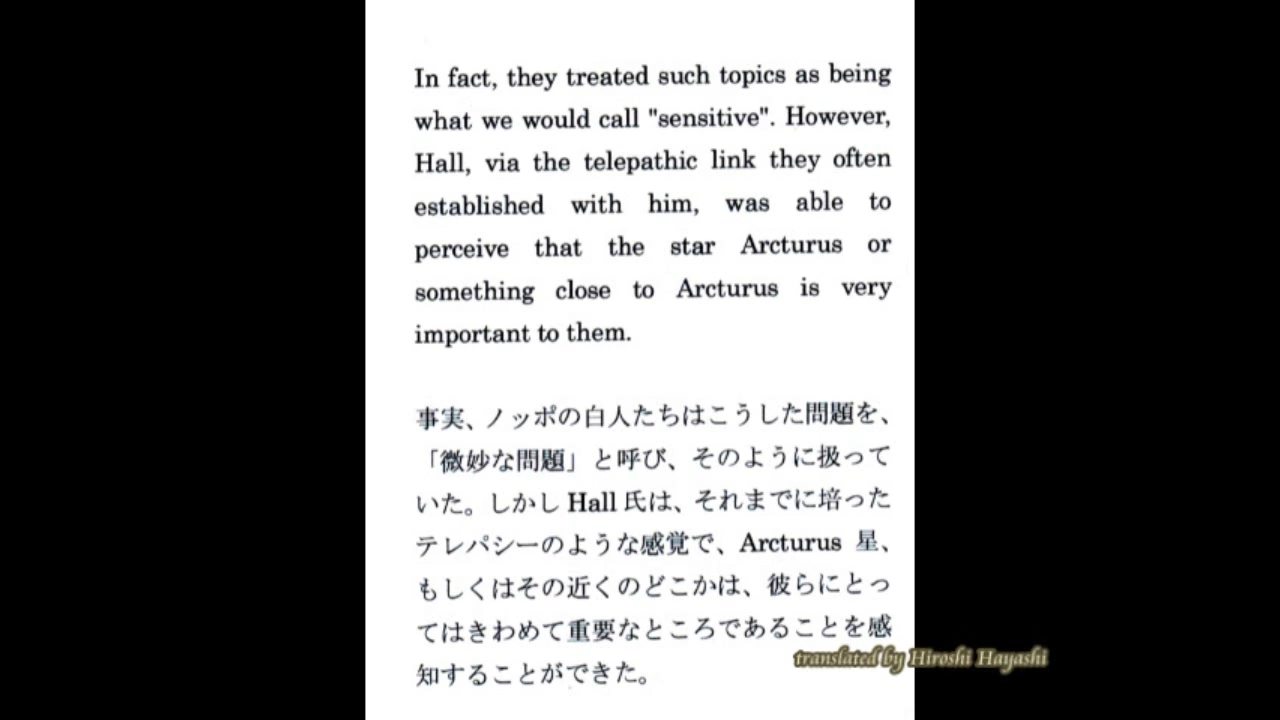 In fact, they treated such topics as being
what we would call "sensitive". However,
Hall, via the telepathic link they often
established with him, was able to
perceive that the star Arcturus or
something close to Arcturus is very
important to them.
事実、ノッポの白人たちはこうした問題を、
「微妙な問題」と呼び、そのように扱って
いた。しかし Hall 氏は、それまでに培った
テレパシーのような感覚で、Arcturus 星、
もしくはその近くのどこかは、彼らにとっ
てはきわめて重要なところであることを感
知することができた。
translated by Hiroshi Hayashi